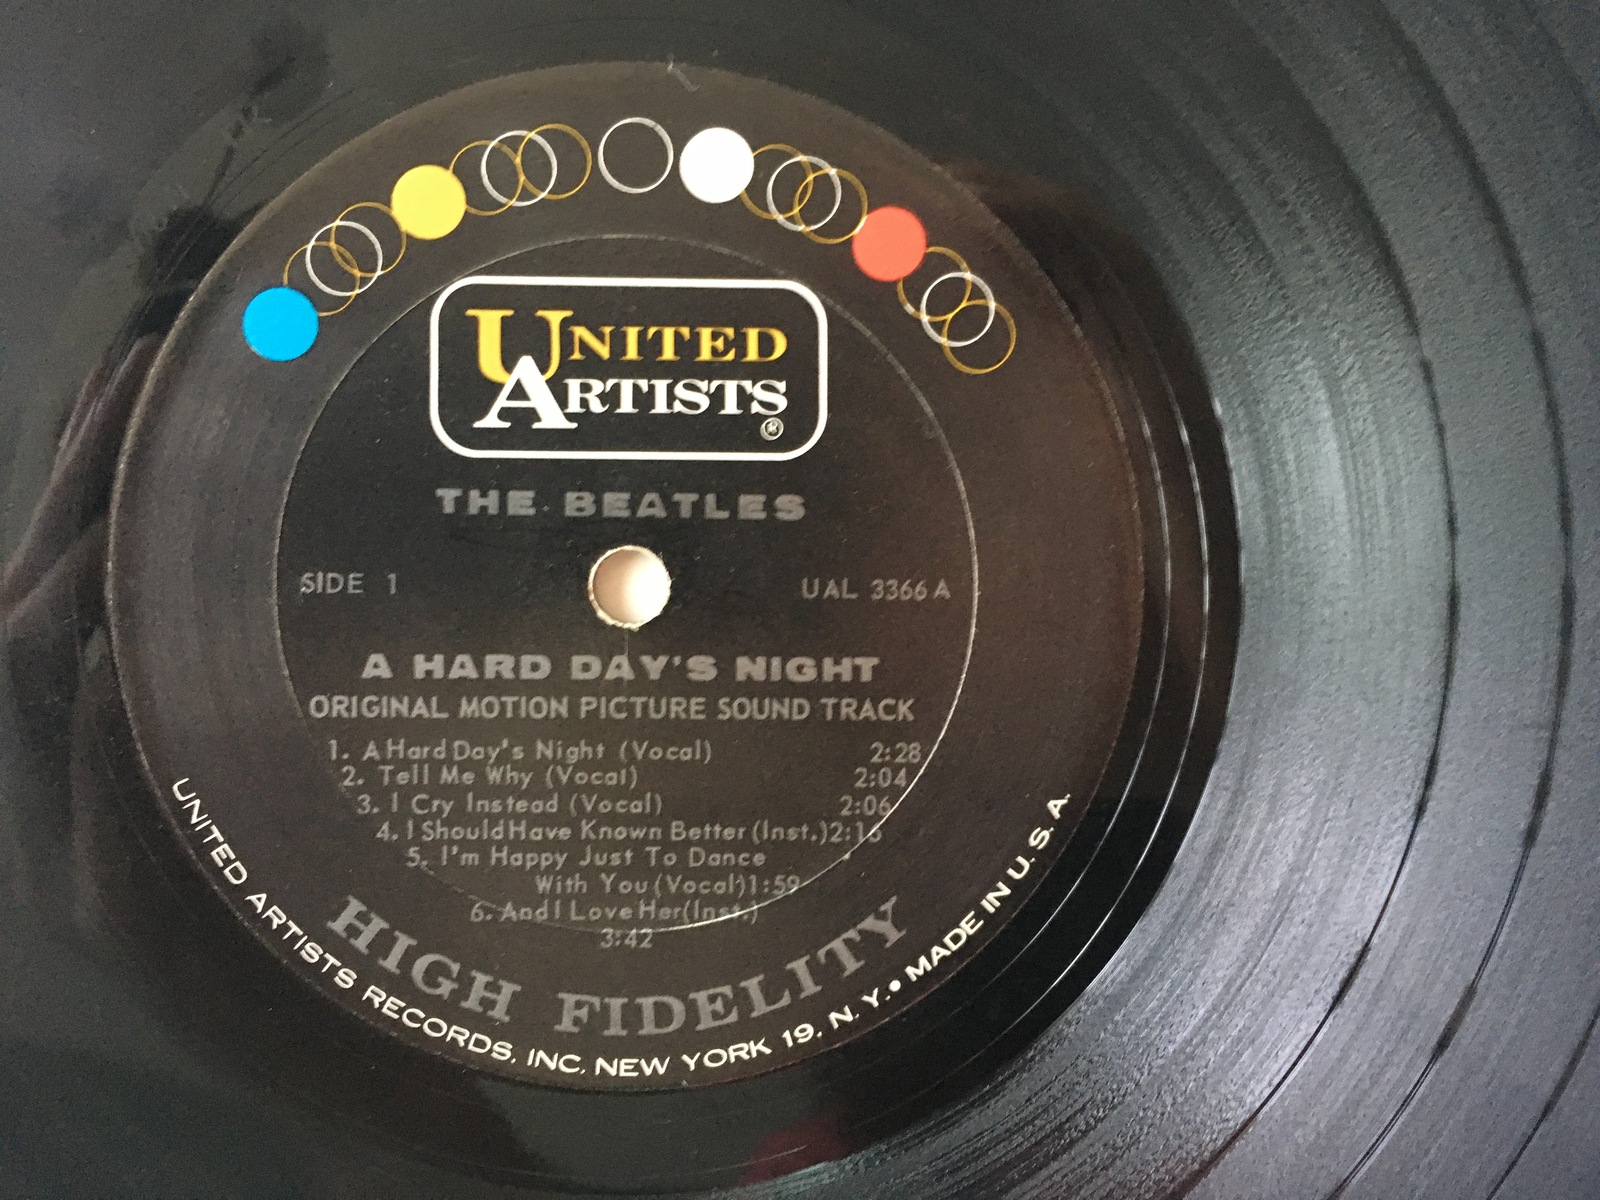 UNITED
ARTISTS
®
THE BEATLES
SIDE 1
UAL 3366 A
A HARD DAY'S NIGHT
ORIGINAL MOTION PICTURE SOUND TRACK
1. A Hard Day's Night (Vocal) 2:28
2. Tell Me Why (Vocal) 2:04
3. I Cry Instead (Vocal) 2:06
4. I Should Have Known Better (Inst.) 2:16
5. I'm Happy Just To Dance
With You (Vocal) 1:59
6. And I Love Her (Inst.)
3:42
HIGH FIDELITY
UNITED ARTISTS RECORDS, INC. NEW YORK 19, N. Y. • MADE IN U. S. A.